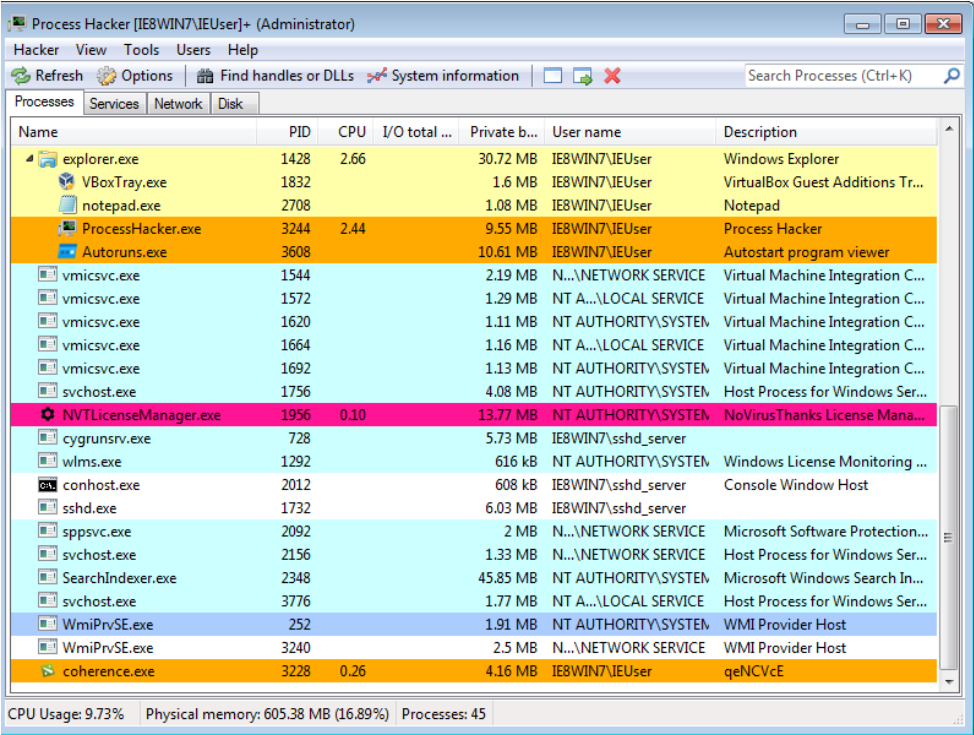 Process Hacker [IE8WIN7\IEUser]+ (Administrator)
Hacker View Tools Users Help
Refresh Options Find handles or DLLs System information Search Processes (Ctrl+K)
Processes Services Network Disk
Name PID CPU I/O total ... Private b... User name Description
explorer.exe 1428 2.66 30.72 MB IE8WIN7\IEUser Windows Explorer
VBoxTray.exe 1832 1.6 MB IE8WIN7\IEUser VirtualBox Guest Additions Tr...
notepad.exe 2708 1.08 MB IE8WIN7\IEUser Notepad
ProcessHacker.exe 3244 2.44 9.55 MB IE8WIN7\IEUser Process Hacker
Autoruns.exe 3608 10.61 MB IE8WIN7\IEUser Autostart program viewer
vmicsvc.exe 1544 2.19 MB N...\NETWORK SERVICE Virtual Machine Integration C...
vmicsvc.exe 1572 1.29 MB NT A...\LOCAL SERVICE Virtual Machine Integration C...
vmicsvc.exe 1620 1.11 MB NT AUTHORITY\SYSTEM Virtual Machine Integration C...
vmicsvc.exe 1664 1.16 MB NT A...\LOCAL SERVICE Virtual Machine Integration C...
vmicsvc.exe 1692 1.13 MB NT AUTHORITY\SYSTEM Virtual Machine Integration C...
svchost.exe 1756 4.08 MB NT AUTHORITY\SYSTEM Host Process for Windows Ser...
NVTLicenseManager.exe 1956 0.10 13.77 MB NT AUTHORITY\SYSTEM NoVirusThanks License Mana...
cygrunsrv.exe 728 5.73 MB IE8WIN7\sshd_server
wlms.exe 1292 616 kB NT AUTHORITY\SYSTEM Windows License Monitoring ...
conhost.exe 2012 608 kB IE8WIN7\sshd_server Console Window Host
sshd.exe 1732 6.03 MB IE8WIN7\sshd_server
sppsvc.exe 2092 2 MB N...\NETWORK SERVICE Microsoft Software Protection...
svchost.exe 2156 1.33 MB N...\NETWORK SERVICE Host Process for Windows Ser...
SearchIndexer.exe 2348 45.85 MB NT AUTHORITY\SYSTEM Microsoft Windows Search In...
svchost.exe 3776 1.77 MB NT A...\LOCAL SERVICE Host Process for Windows Ser...
WmiPrvSE.exe 252 1.91 MB NT AUTHORITY\SYSTEM WMI Provider Host
WmiPrvSE.exe 3240 2.5 MB N...\NETWORK SERVICE WMI Provider Host
coherence.exe 3228 0.26 4.16 MB IE8WIN7\IEUser qeNCVcE
CPU Usage: 9.73% Physical memory: 605.38 MB (16.89%) Processes: 45